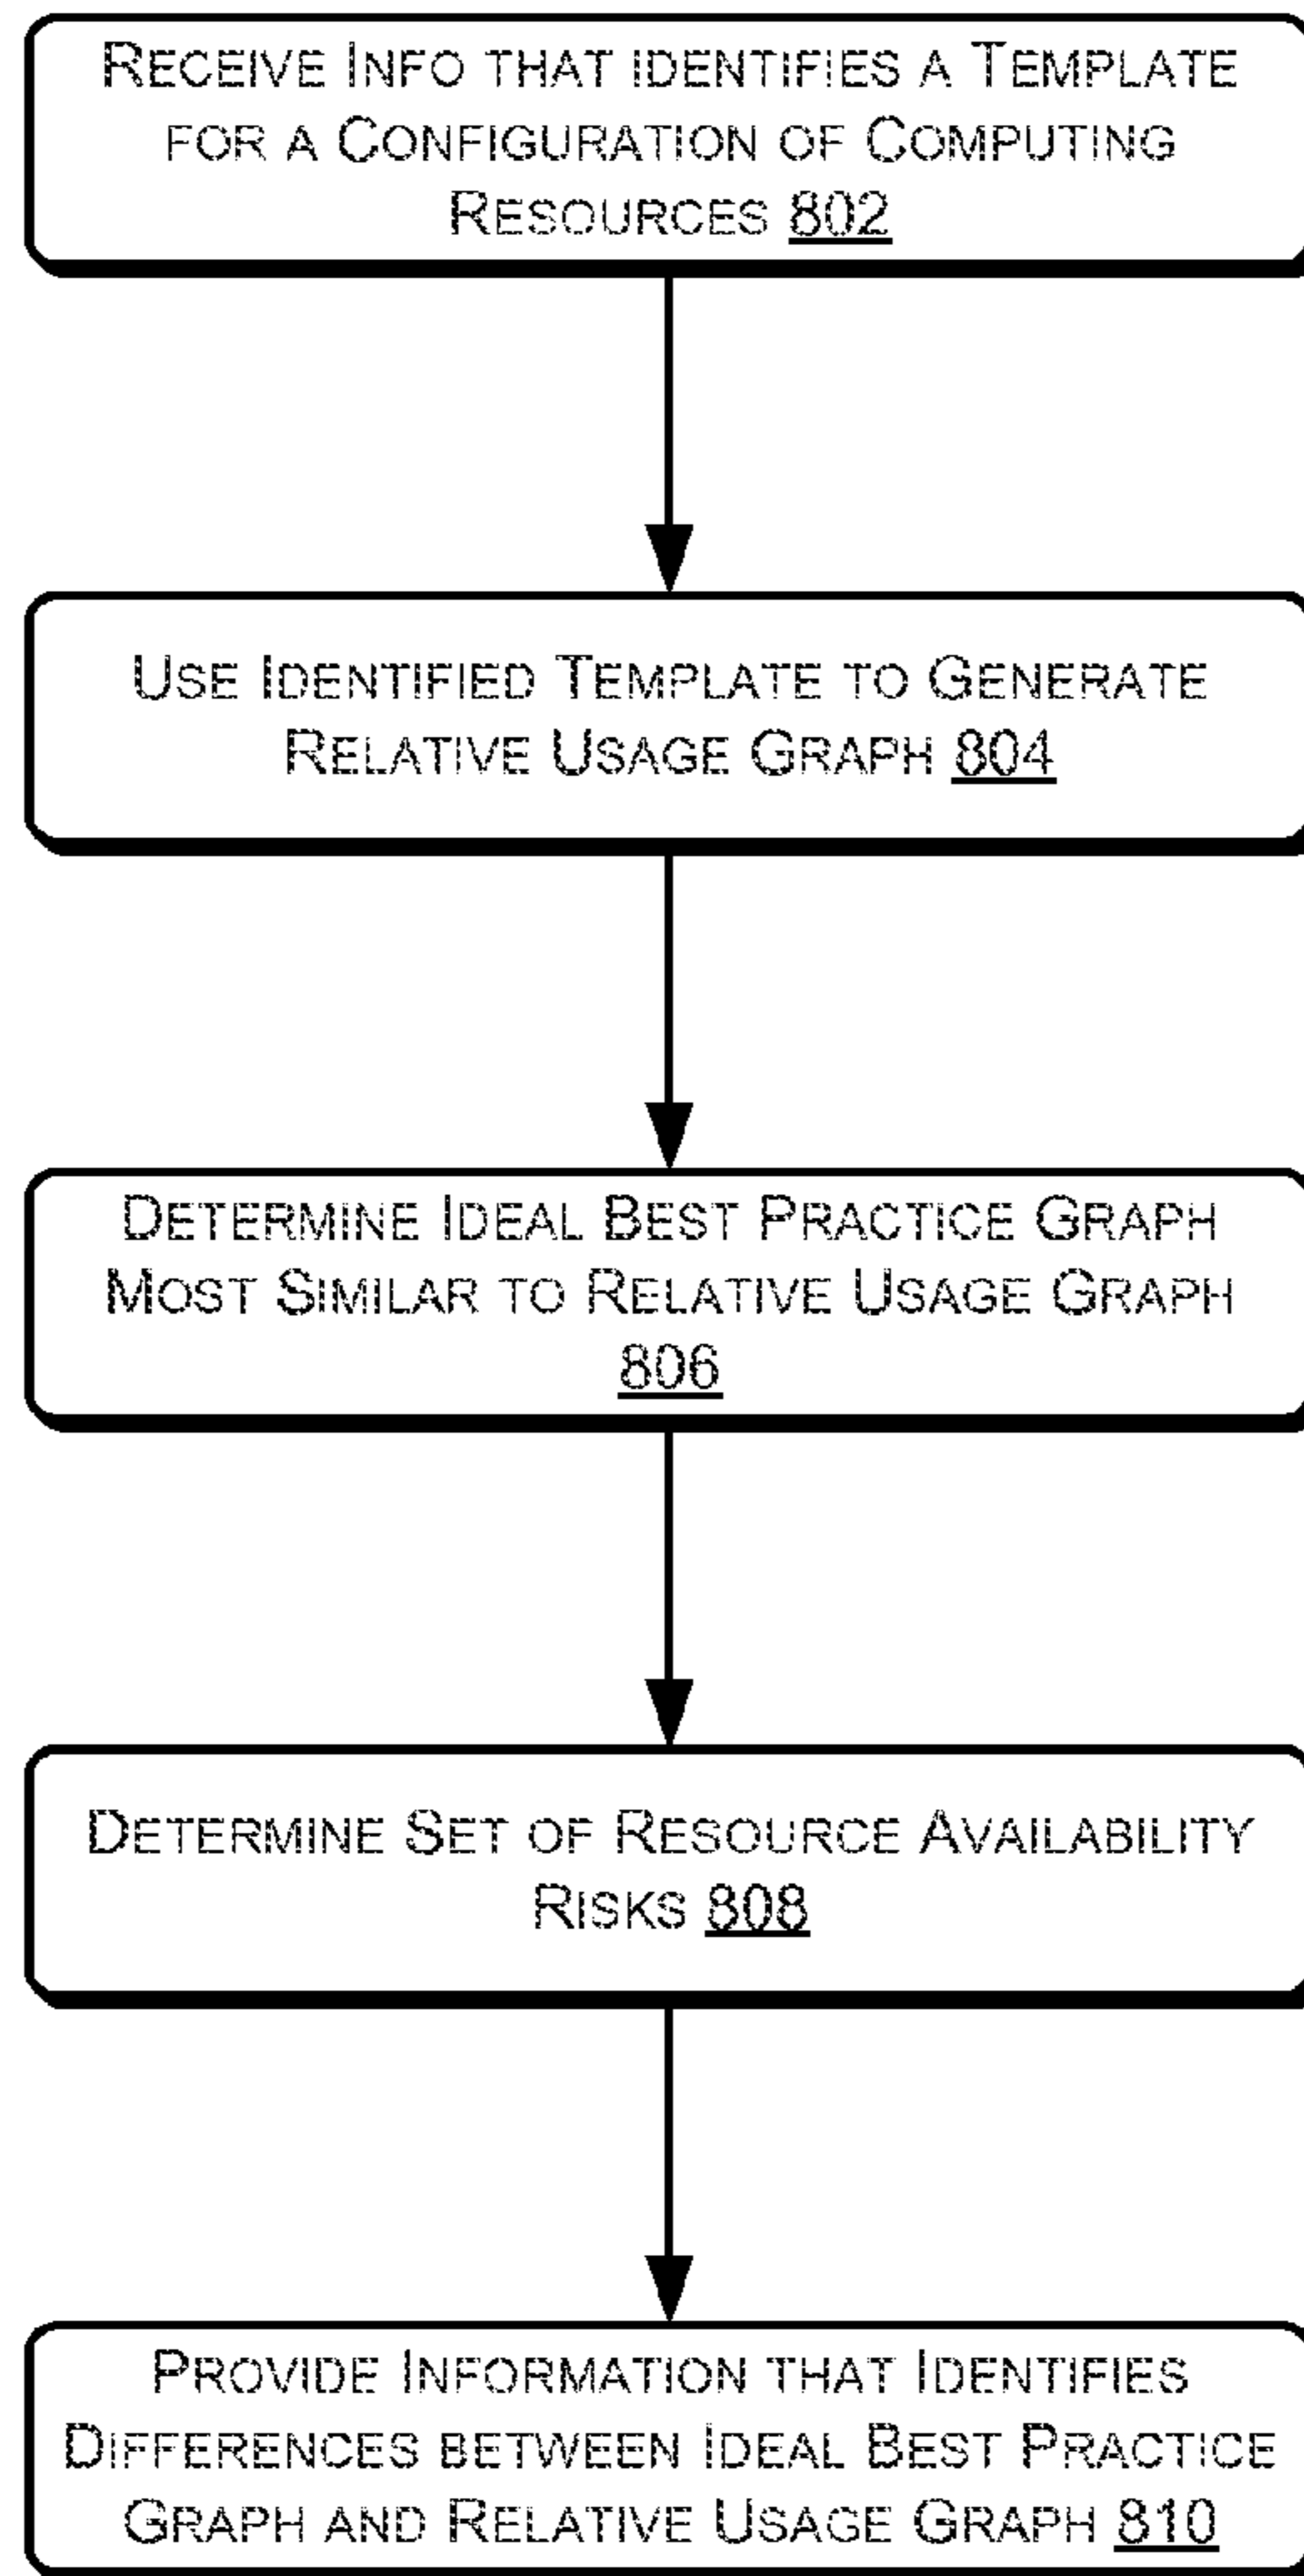 RECEIVE INFO THAT IDENTIFIES A TEMPLATE
FOR A CONFIGURATION OF COMPUTING
RESOURCES 802
USE IDENTIFIED TEMPLATE TO GENERATE
RELATIVE USAGE GRAPH 804
DETERMINE IDEAL BEST PRACTICE GRAPH
MOST SIMILAR TO RELATIVE USAGE GRAPH
806
DETERMINE SET OF RESOURCE AVAILABILITY
RISKS 808
PROVIDE INFORMATION THAT IDENTIFIES
DIFFERENCES BETWEEN IDEAL BEST PRACTICE
GRAPH AND RELATIVE USAGE GRAPH 810